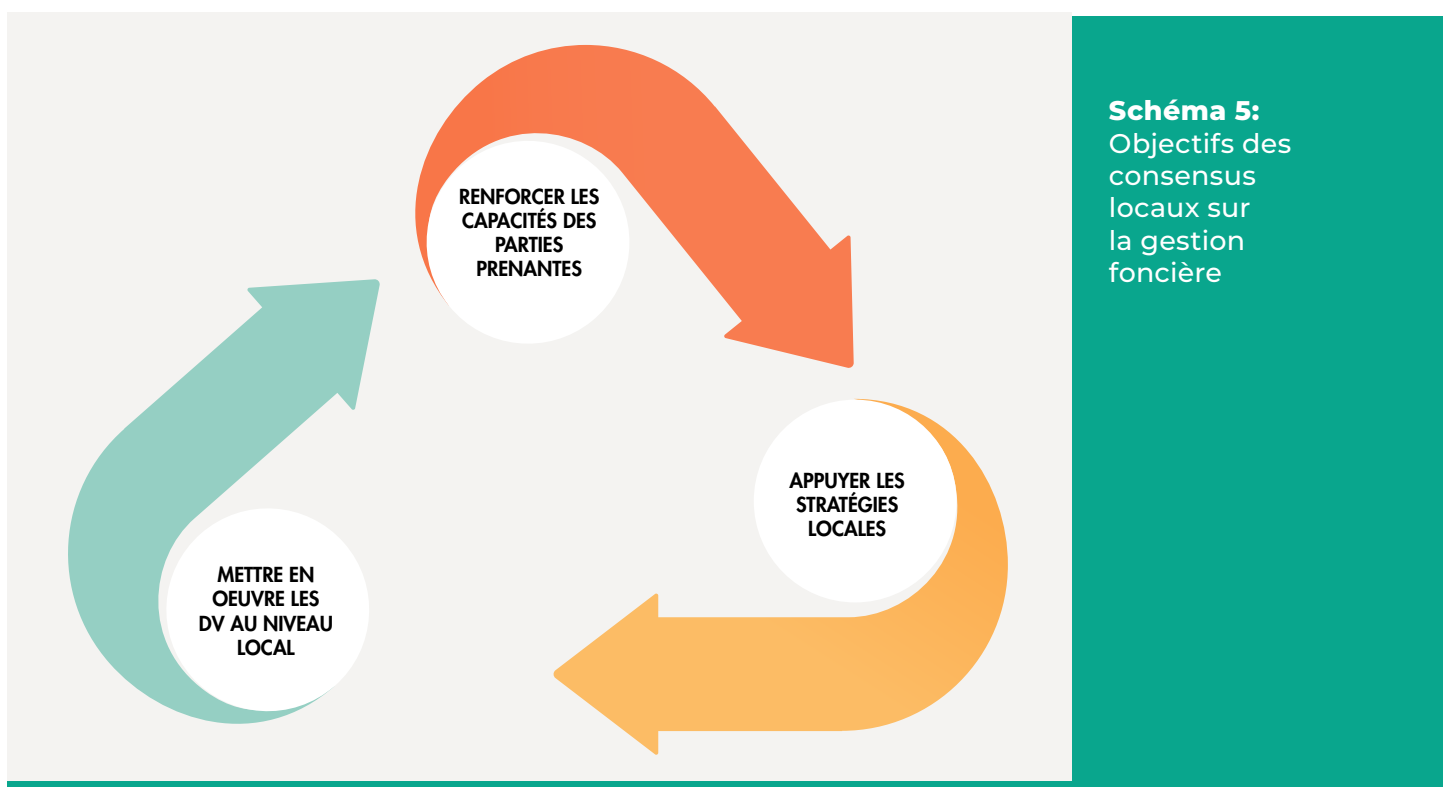 RENFORCER LES
CAPACITÉS DES
PARTIES
PRENANTES
APPUYER LES
STRATÉGIES
LOCALES
METTRE EN
OEUVRE LES
DV AU NIVEAU
LOCAL
Schéma 5:
Objectifs des
consensus
locaux sur
la gestion
foncière